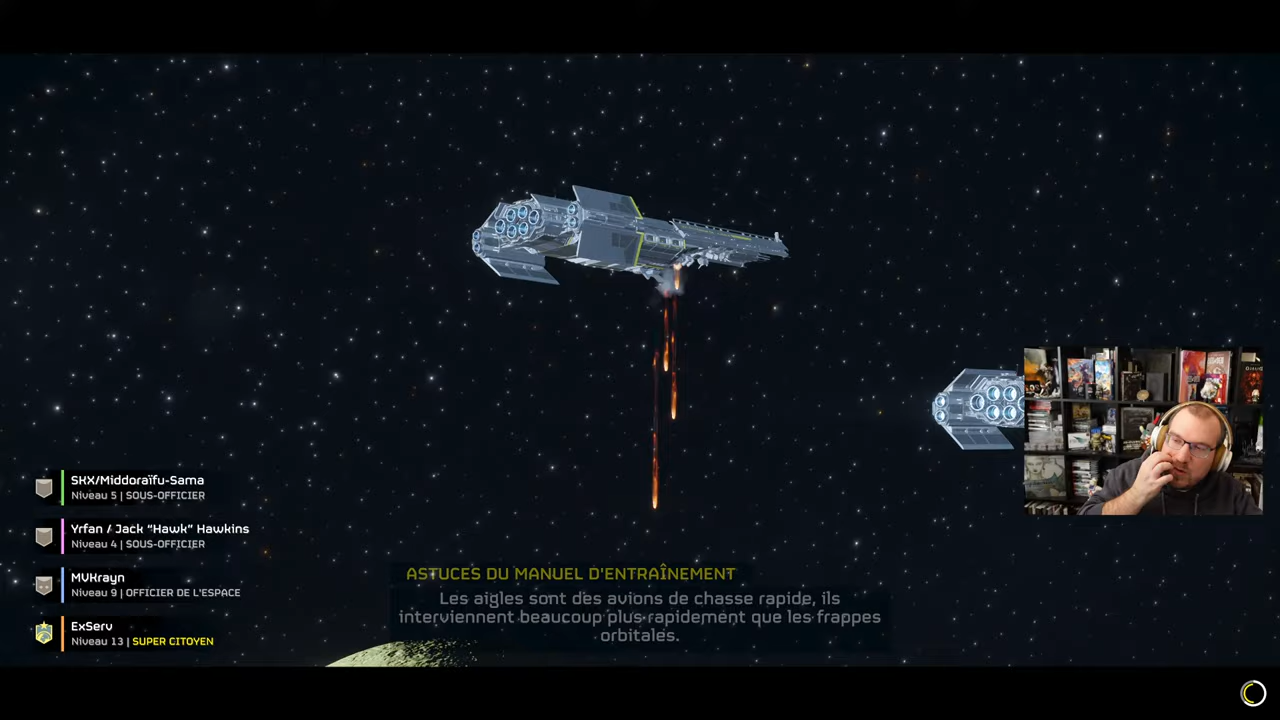 SKX/Middoraïfu-Sama
Niveau 5 | SOUS-OFFICIER
Yrfan / Jack “Hawk” Hawkins
Niveau 4 | SOUS-OFFICIER
MVKrayn
Niveau 9 | OFFICIER DE L'ESPACE
ExServ
Niveau 13 | SUPER CITOYEN
ASTUCES DU MANUEL D'ENTRAÎNEMENT
Les aigles sont des avions de chasse rapide, ils
interviennent beaucoup plus rapidement que les frappes
orbitales.